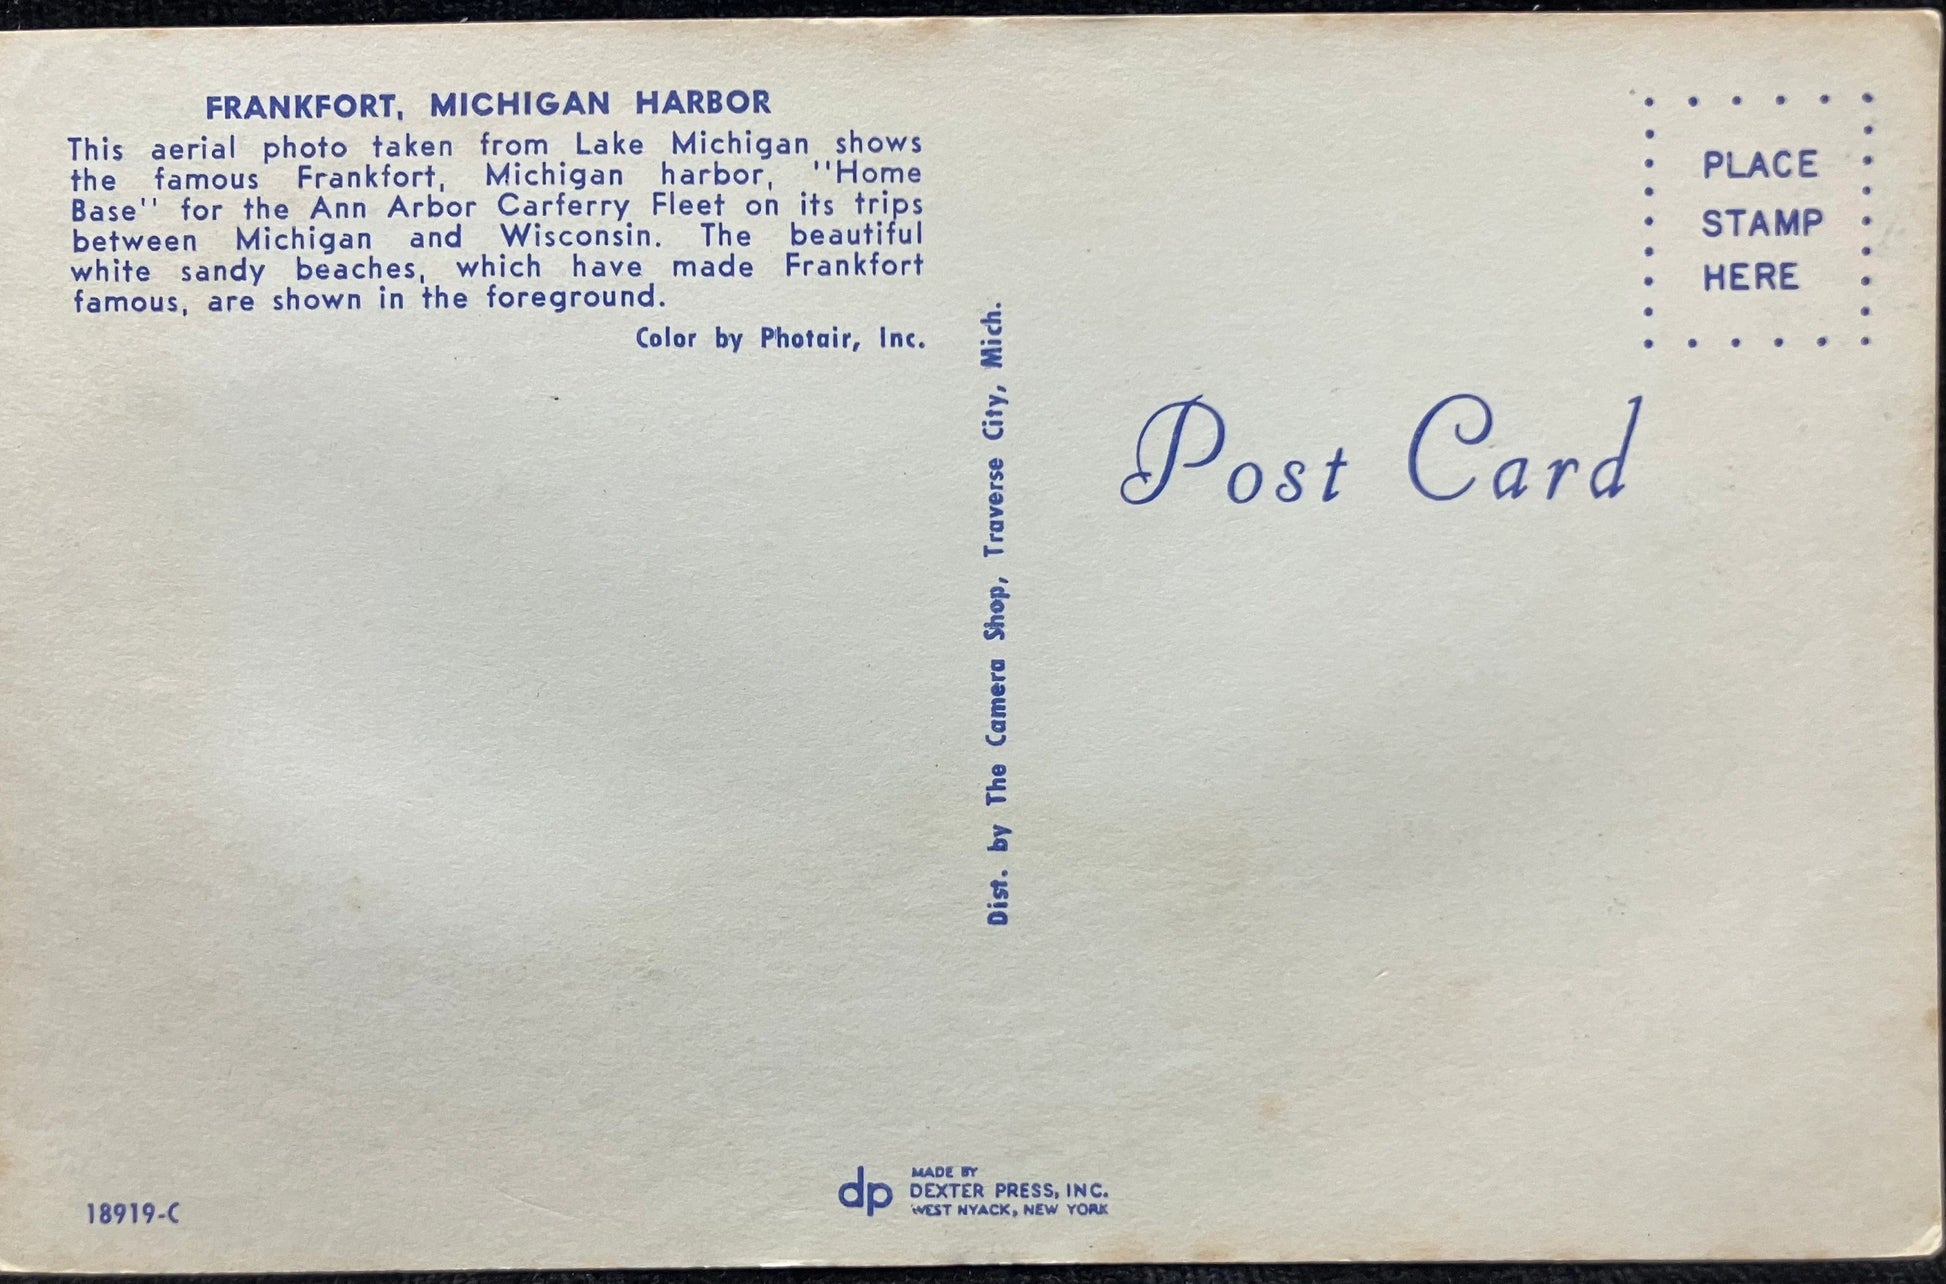 FRANKFORT, MICHIGAN HARBOR
This aerial photo taken from Lake Michigan shows
the famous Frankfort, Michigan harbor, "Home
Base" for the Ann Arbor Carferry Fleet on its trips
between Michigan and Wisconsin. The beautiful
white sandy beaches, which have made Frankfort
famous, are shown in the foreground.
Color by Photair, Inc.
Dist. by The Camera Shop, Traverse City, Mich.
PLACE
STAMP
HERE
Post Card
18919-C
dp
MADE BY
DEXTER PRESS, INC.
WEST NYACK, NEW YORK